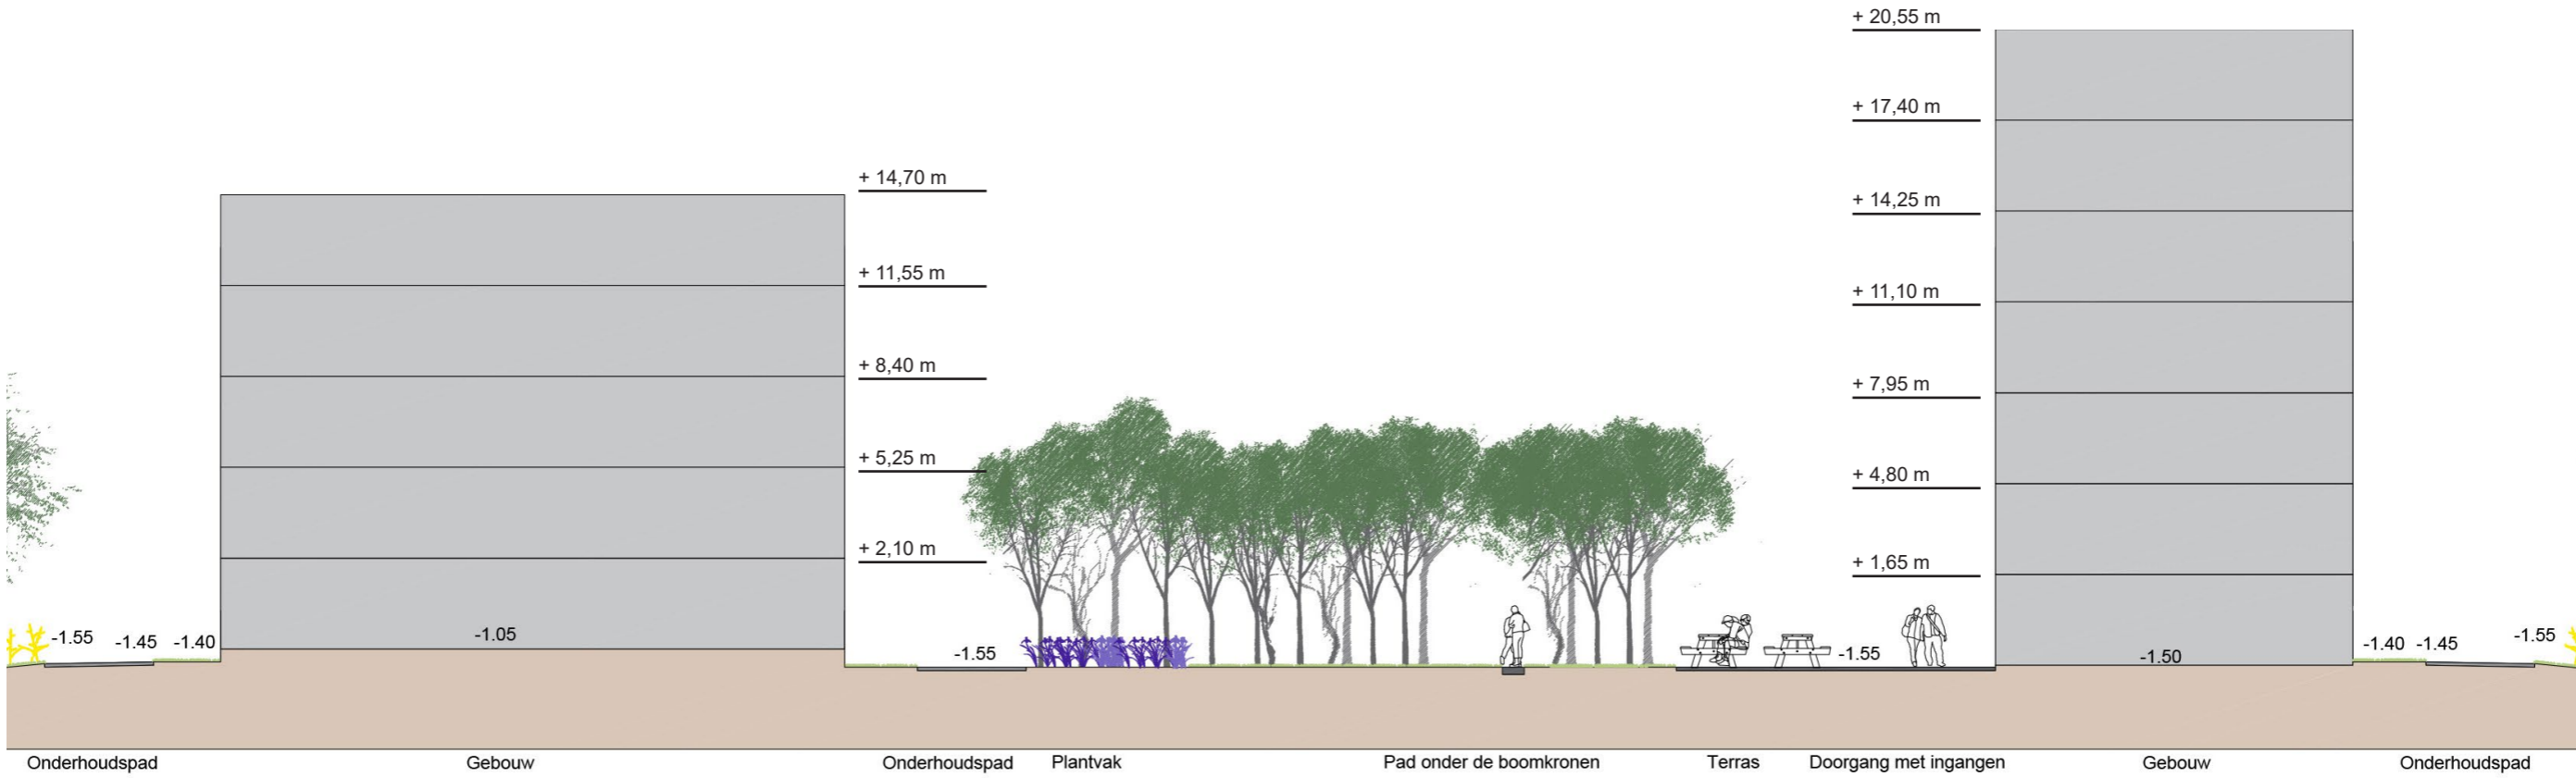 + 20,55 m
+ 17,40 m
+ 14,70 m
+ 14,25 m
+ 11,55 m
+ 11,10 m
+ 8,40 m
+ 7,95 m
+ 5,25 m
+ 4,80 m
+ 2,10 m
+ 1,65 m
-1.55 -1.45 -1.40 -1.05 -1.55 -1.55 -1.50 -1.40 -1.45 -1.55
Onderhoudspad Gebouw Onderhoudspad Plantvak Pad onder de boomkronen Terras Doorgang met ingangen Gebouw Onderhoudspad